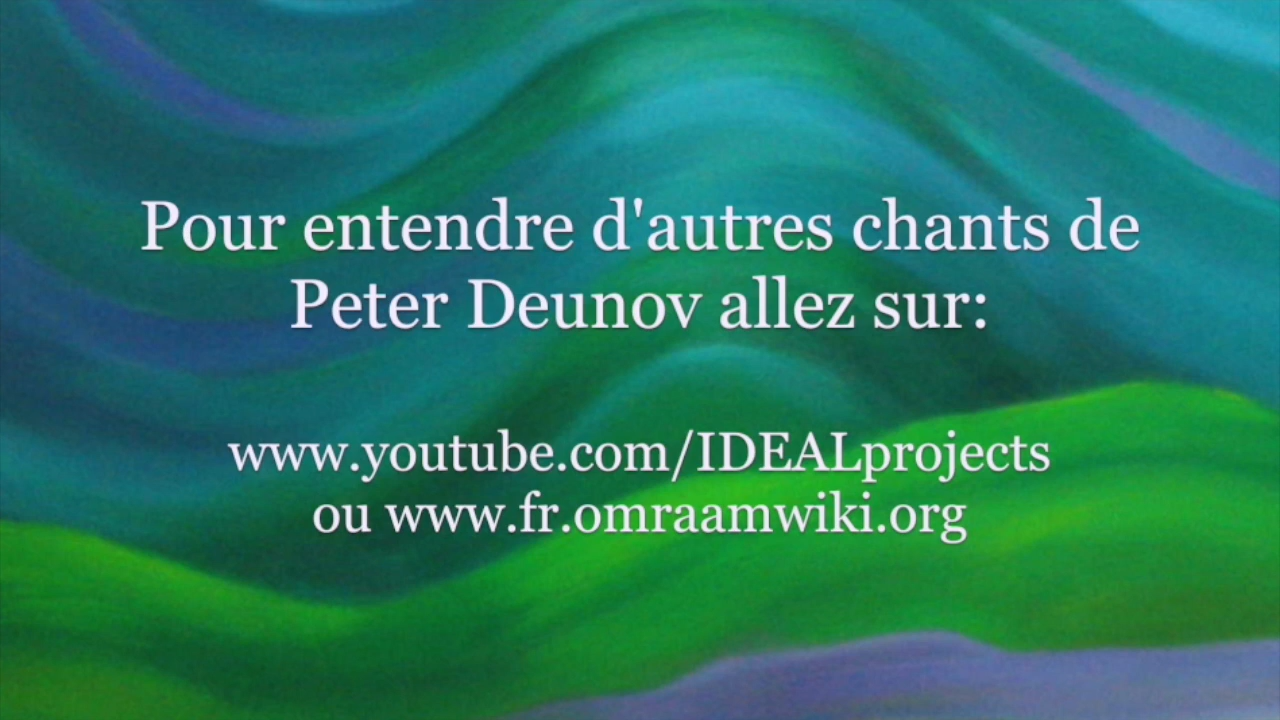 Pour entendre d'autres chants de
Peter Deunov allez sur:
www.youtube.com/IDEALprojects
ou www.fr.omraamwiki.org